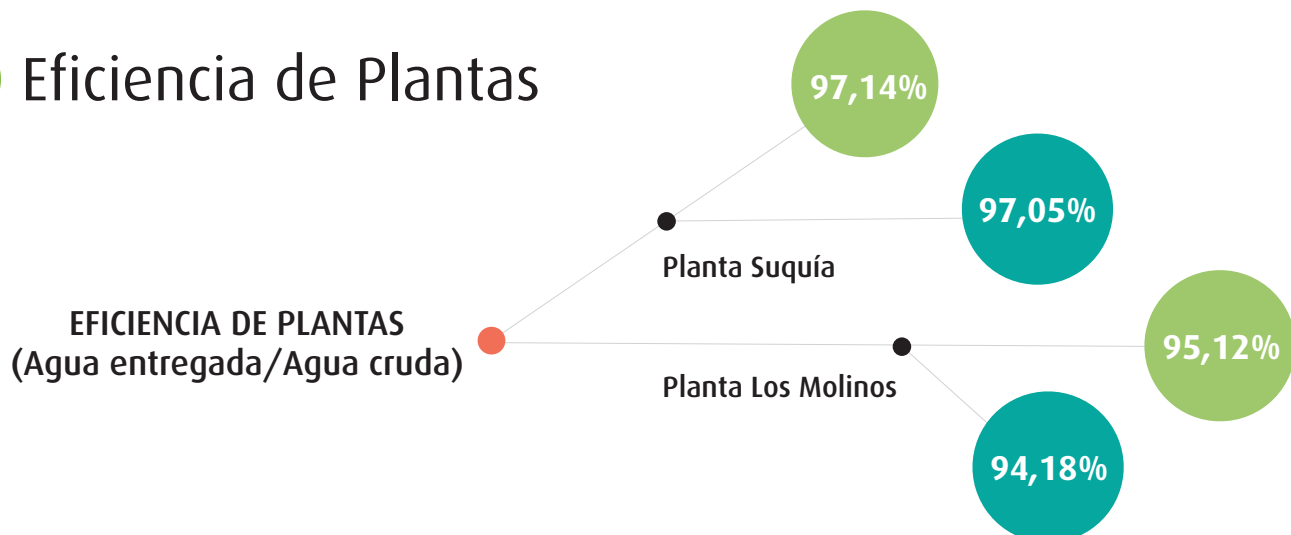 Eficiencia de Plantas
97,14%
97,05%
Planta Suquía
EFICIENCIA DE PLANTAS
(Agua entregada/Agua cruda)
95,12%
Planta Los Molinos
94,18%